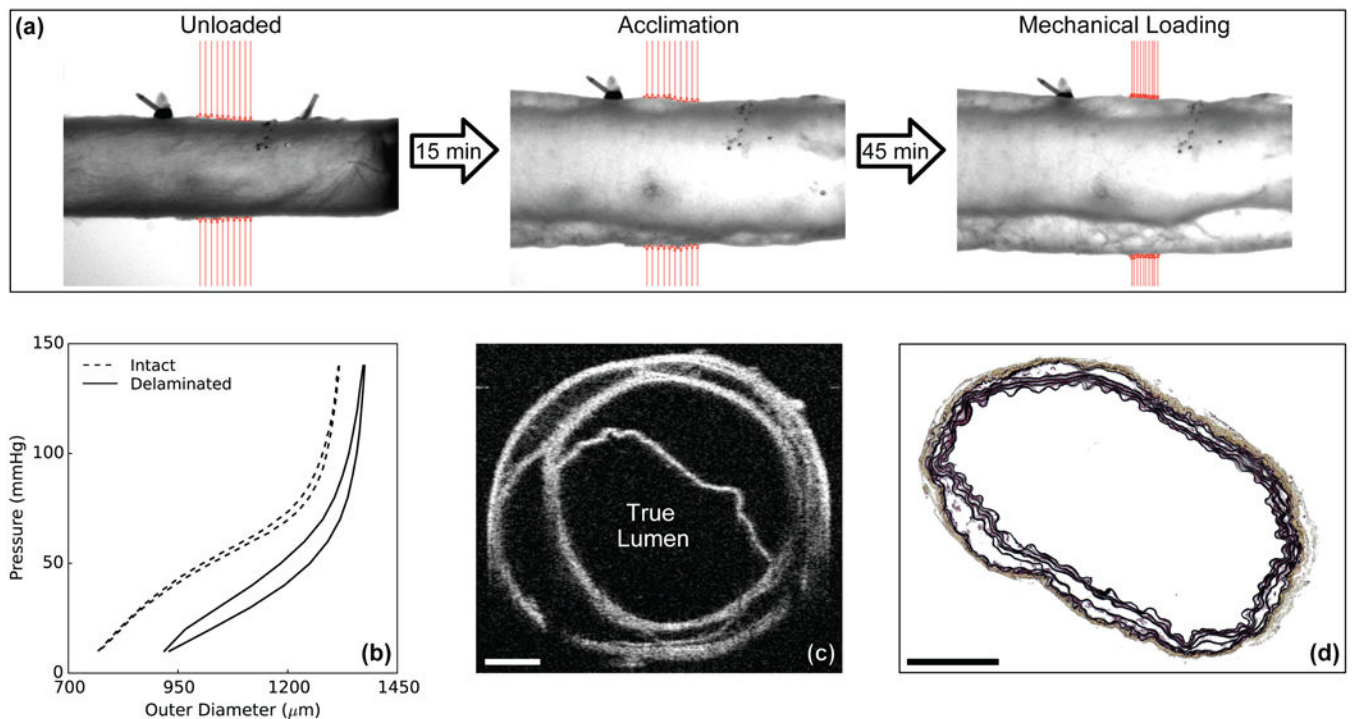 (a)
Unloaded
Acclimation
Mechanical Loading
15 min
45 min
150
100
50
0
Pressure (mmHg)
Intact
Delaminated
(b)
700
950
1200
1450
Outer Diameter (μm)
True
Lumen
(c)
(d)